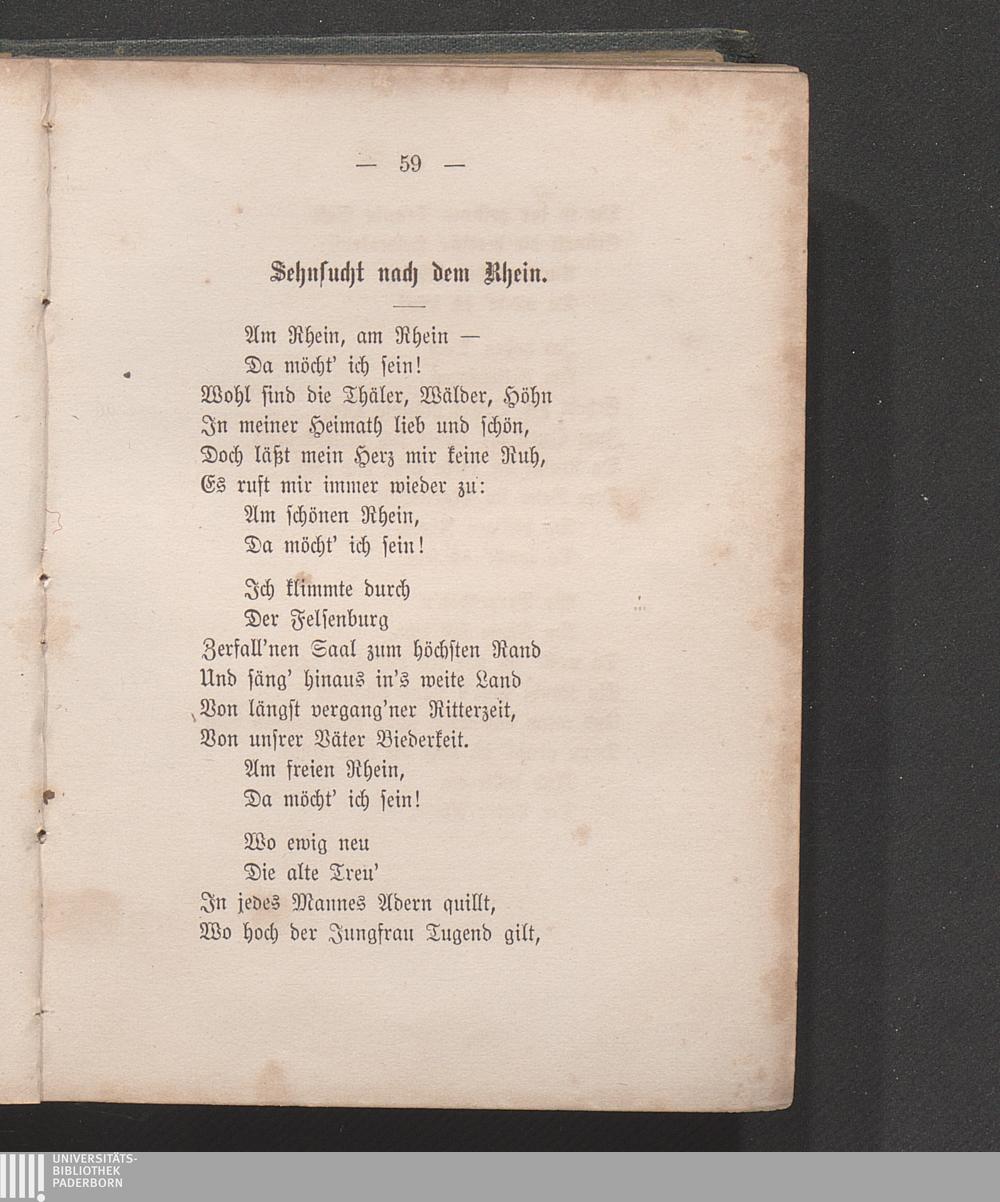 — 59 —
Sehnsucht nach dem Rhein.
Am Rhein, am Rhein —
Da möcht' ich sein!
Wohl sind die Thäler, Wälder, Höhn
In meiner Heimath lieb und schön,
Doch läßt mein Herz mir keine Ruh,
Es ruft mir immer wieder zu:
Am schönen Rhein,
Da möcht' ich sein!
Ich klimmte durch
Der Felsenburg
Zerfall'nen Saal zum höchsten Rand
Und säng' hinaus in's weite Land
Von längst vergang'ner Ritterzeit,
Von unsrer Väter Biederkeit.
Am freien Rhein,
Da möcht' ich sein!
Wo ewig neu
Die alte Treu'
In jedes Mannes Adern quillt,
Wo hoch der Jungfrau Tugend gilt,
UNIVERSITÄTS-
BIBLIOTHEK
PADERBORN